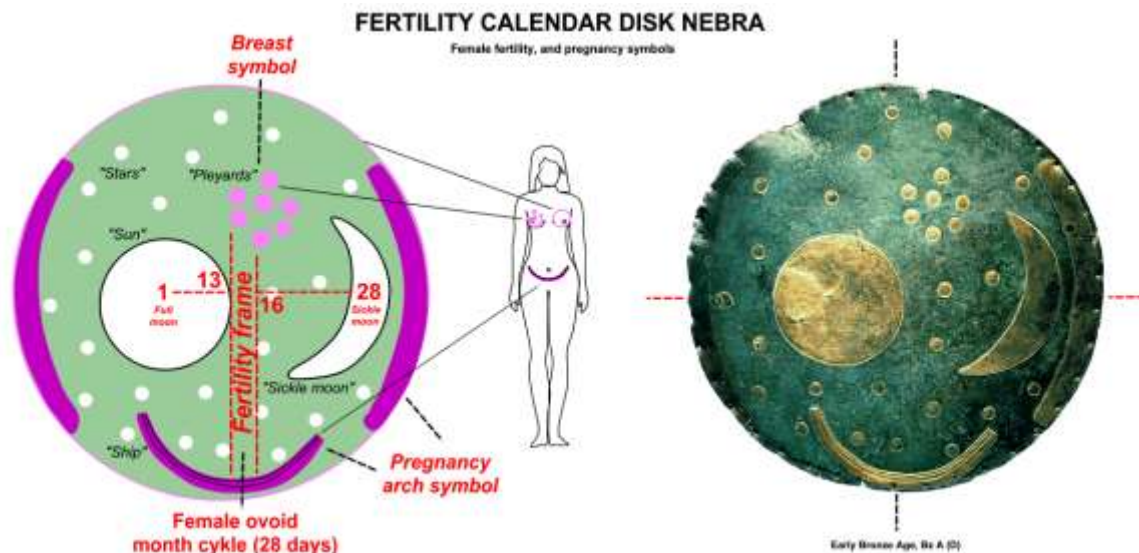 FERTILITY CALENDAR DISK NEBRA
Female fertility, and pregnancy symbols
Breast
symbol
"Stars"
"Pleyards"
"Sun"
1
13
16
28
Full
moon
Sickle
moon
Fertility frame
"Sickle moon"
"Ship"
Pregnancy
arch symbol
Female ovoid
month cykle (28 days)
Early Bronze Age, Bz A (D)